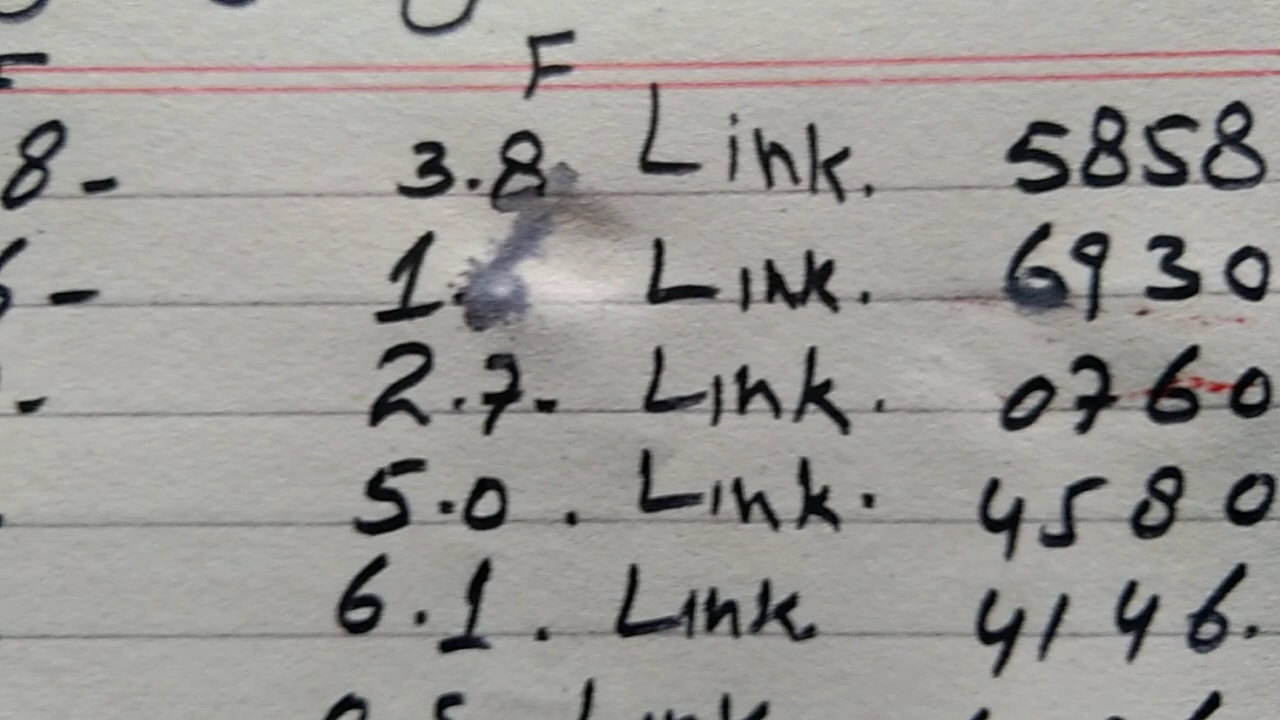 F
8- 3.8 Link. 5858
- 1. Link. 6930
- 2.7- Link. 0760
5.0. Link. 4580
6.1. Link. 4146.